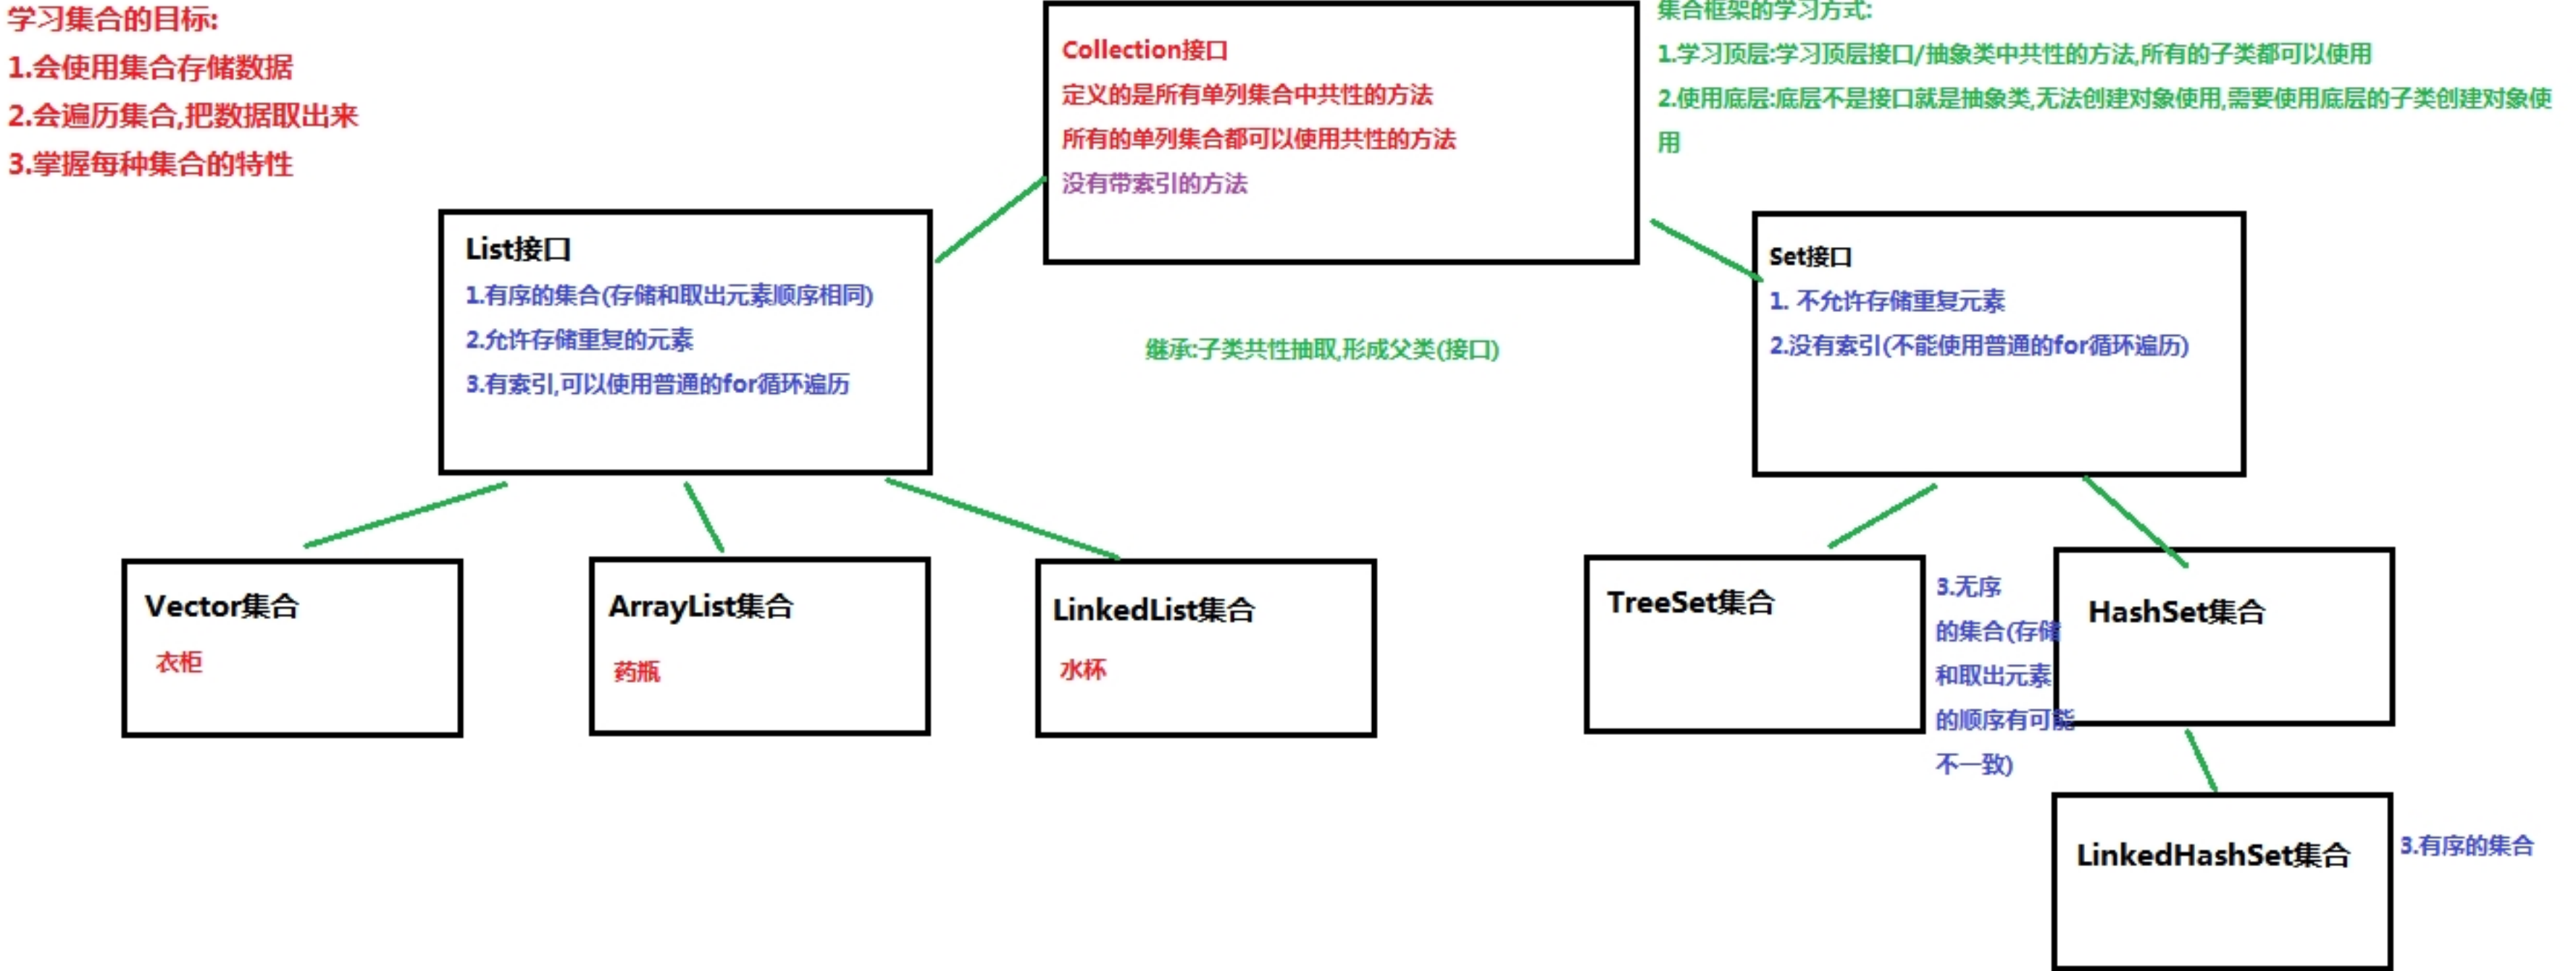 学习集合的目标:
1.会使用集合存储数据
2.会遍历集合,把数据取出来
3.掌握每种集合的特性
Collection接口
定义的是所有单列集合中共性的方法
所有的单列集合都可以使用共性的方法
没有带索引的方法
集合框架的学习方式:
1.学习顶层:学习顶层接口/抽象类中共性的方法,所有的子类都可以使用
2.使用底层:底层不是接口就是抽象类,无法创建对象使用,需要使用底层的子类创建对象使
用
List接口
1.有序的集合(存储和取出元素顺序相同)
2.允许存储重复的元素
3.有索引,可以使用普通的for循环遍历
继承:子类共性抽取,形成父类(接口)
Set接口
1. 不允许存储重复元素
2.没有索引(不能使用普通的for循环遍历)
Vector集合
衣柜
ArrayList集合
药瓶
LinkedList集合
水杯
TreeSet集合
3.无序
的集合(存储
和取出元素
的顺序有可能
不一致)
HashSet集合
LinkedHashSet集合
3.有序的集合